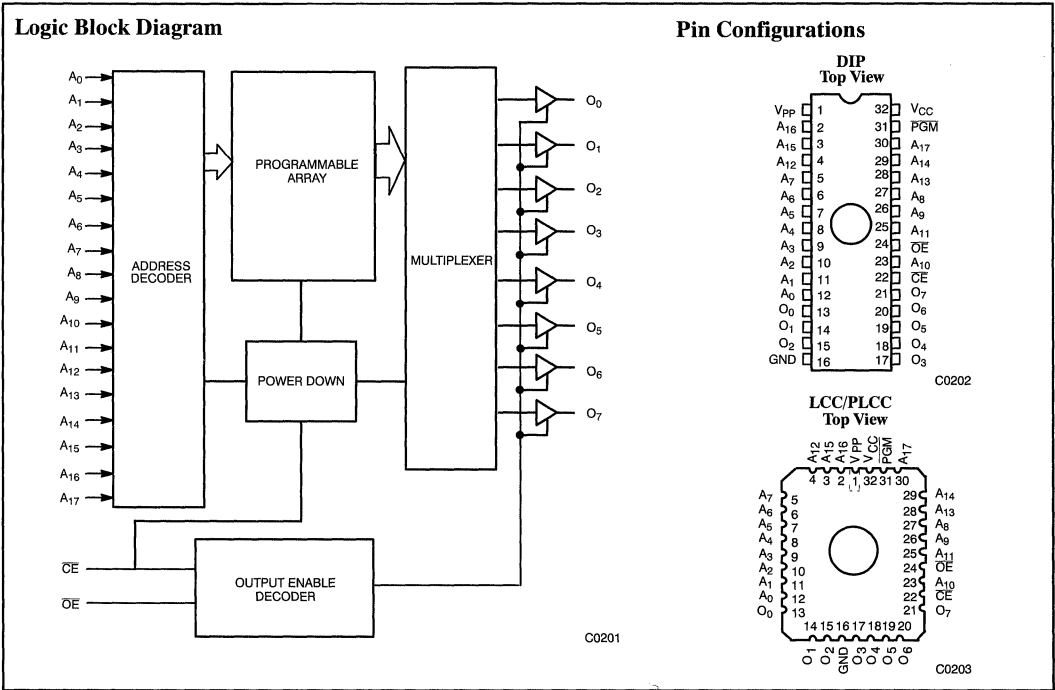 Logic Block Diagram
A0
A1
A2
A3
A4
A5
A6
A7
A8
A9
A10
A11
A12
A13
A14
A15
A16
A17
ADDRESS
DECODER
PROGRAMMABLE
ARRAY
POWER DOWN
MULTIPLEXER
O0
O1
O2
O3
O4
O5
O6
O7
C̅E̅
O̅E̅
OUTPUT ENABLE
DECODER
C0201
Pin Configurations
DIP
Top View
VPP 1 32 VCC
A16 2 31 P̅G̅M̅
A15 3 30 A17
A12 4 29 A14
A7 5 28 A13
A6 6 27 A8
A5 7 26 A9
A4 8 25 A11
A3 9 24 O̅E̅
A2 10 23 A10
A1 11 22 C̅E̅
A0 12 21 O7
O0 13 20 O6
O1 14 19 O5
O2 15 18 O4
GND 16 17 O3
C0202
LCC/PLCC
Top View
A12 A15 A16 VPP VCC P̅G̅M̅ A17
4 3 2 1 32 31 30
A7 5 29 A14
A6 6 28 A13
A5 7 27 A8
A4 8 26 A9
A3 9 25 A11
A2 10 24 O̅E̅
A1 11 23 A10
A0 12 22 C̅E̅
O0 13 21 O7
14 15 16 17 18 19 20
O1 O2 GND O3 O4 O5 O6
C0203